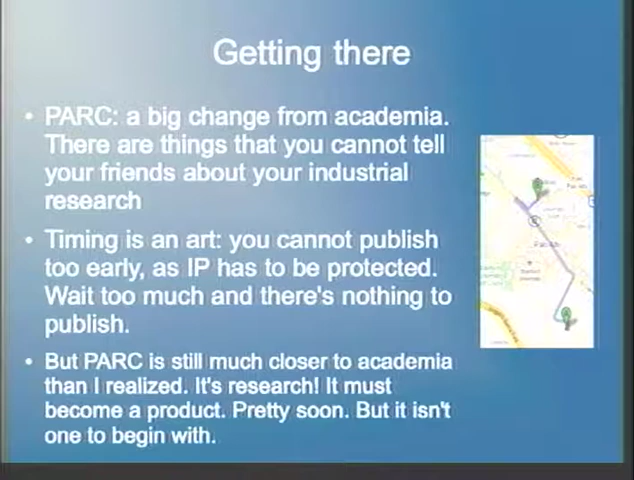 Getting there
• PARC: a big change from academia.
There are things that you cannot tell
your friends about your industrial
research
• Timing is an art: you cannot publish
too early, as IP has to be protected.
Wait too much and there's nothing to
publish.
• But PARC is still much closer to academia
than I realized. It's research! It must
become a product. Pretty soon. But it isn't
one to begin with.